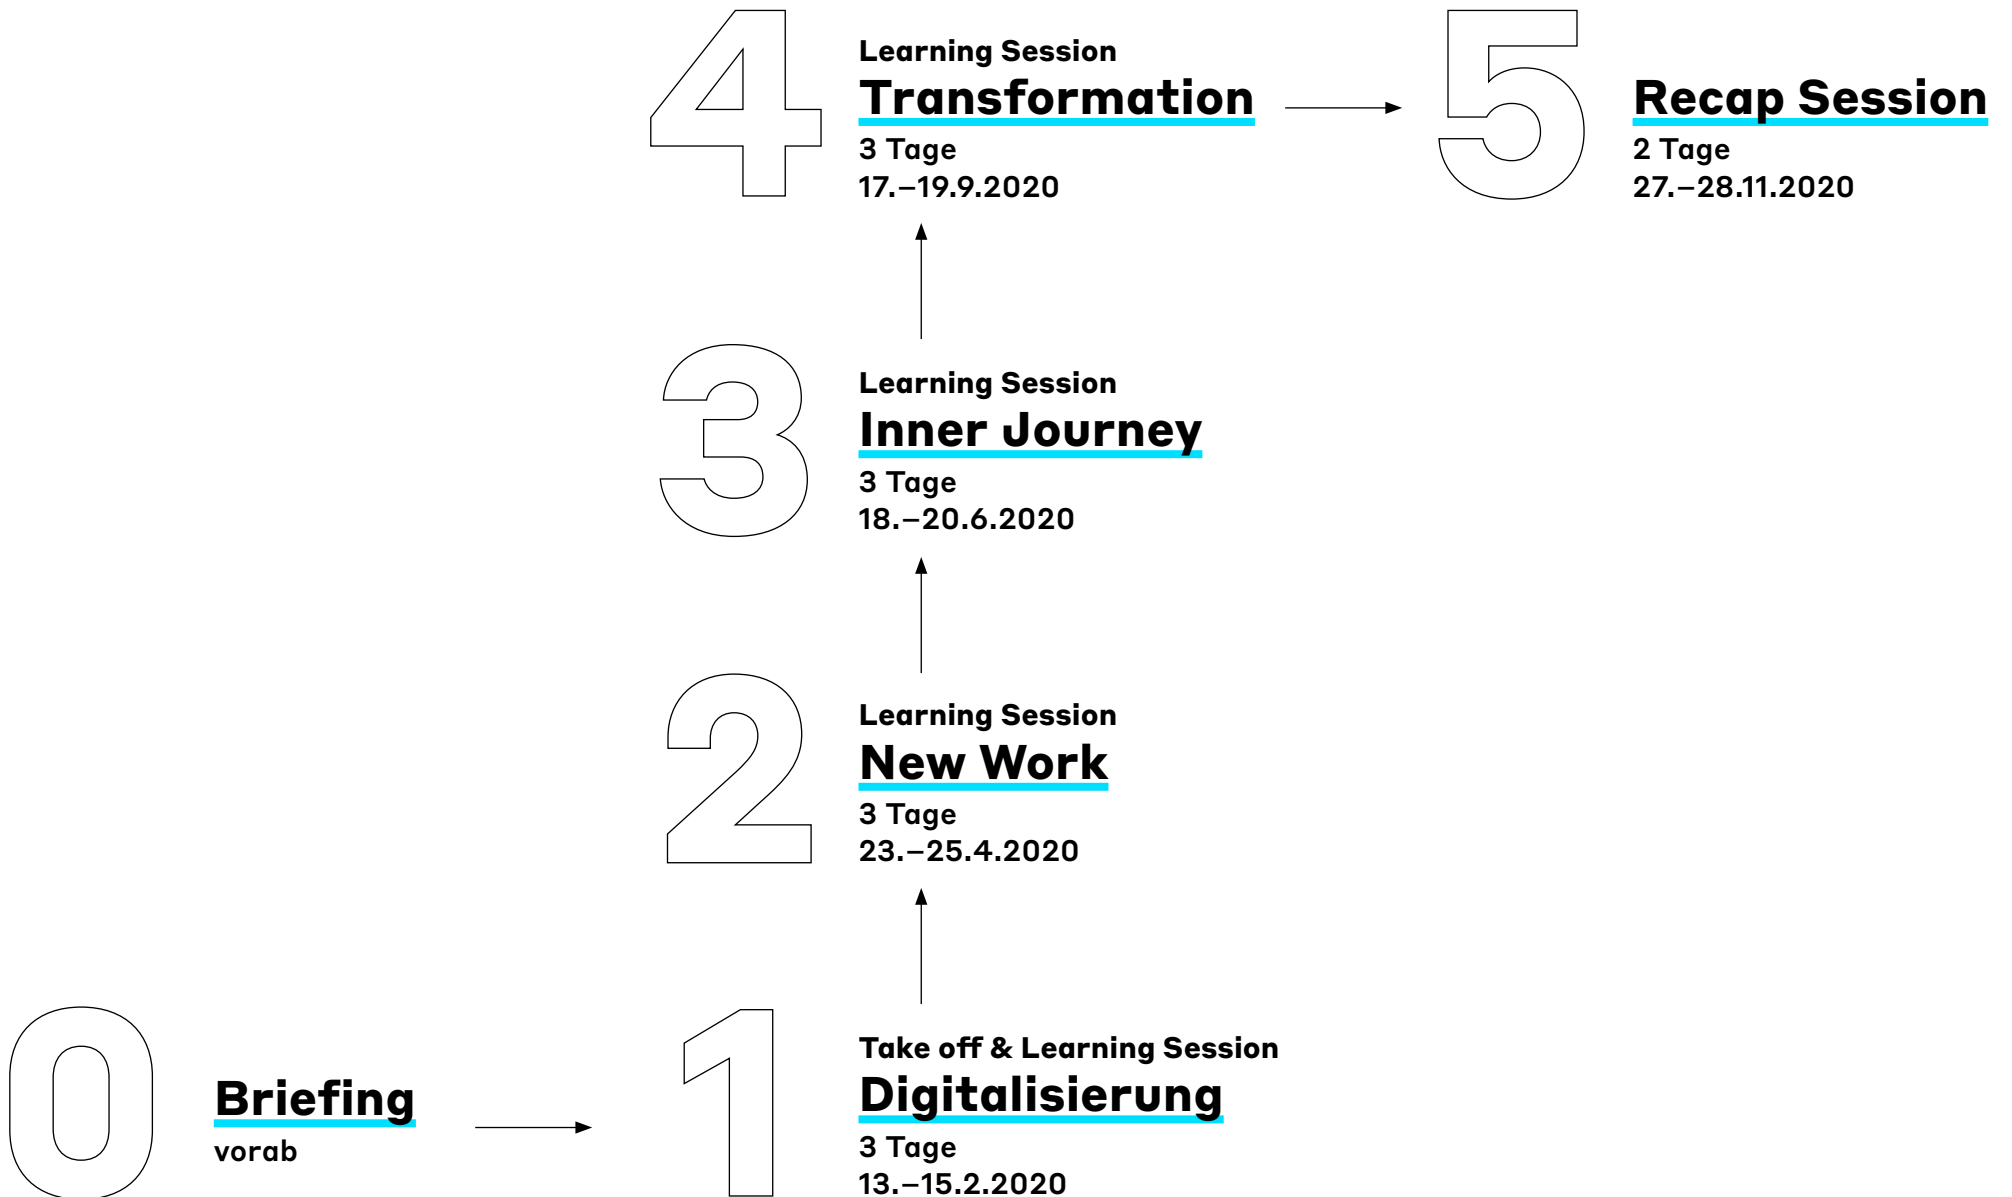 4
Learning Session
Transformation
3 Tage
17.–19.9.2020
5
Recap Session
2 Tage
27.–28.11.2020
3
Learning Session
Inner Journey
3 Tage
18.–20.6.2020
2
Learning Session
New Work
3 Tage
23.–25.4.2020
0
Briefing
vorab
1
Take off & Learning Session
Digitalisierung
3 Tage
13.–15.2.2020